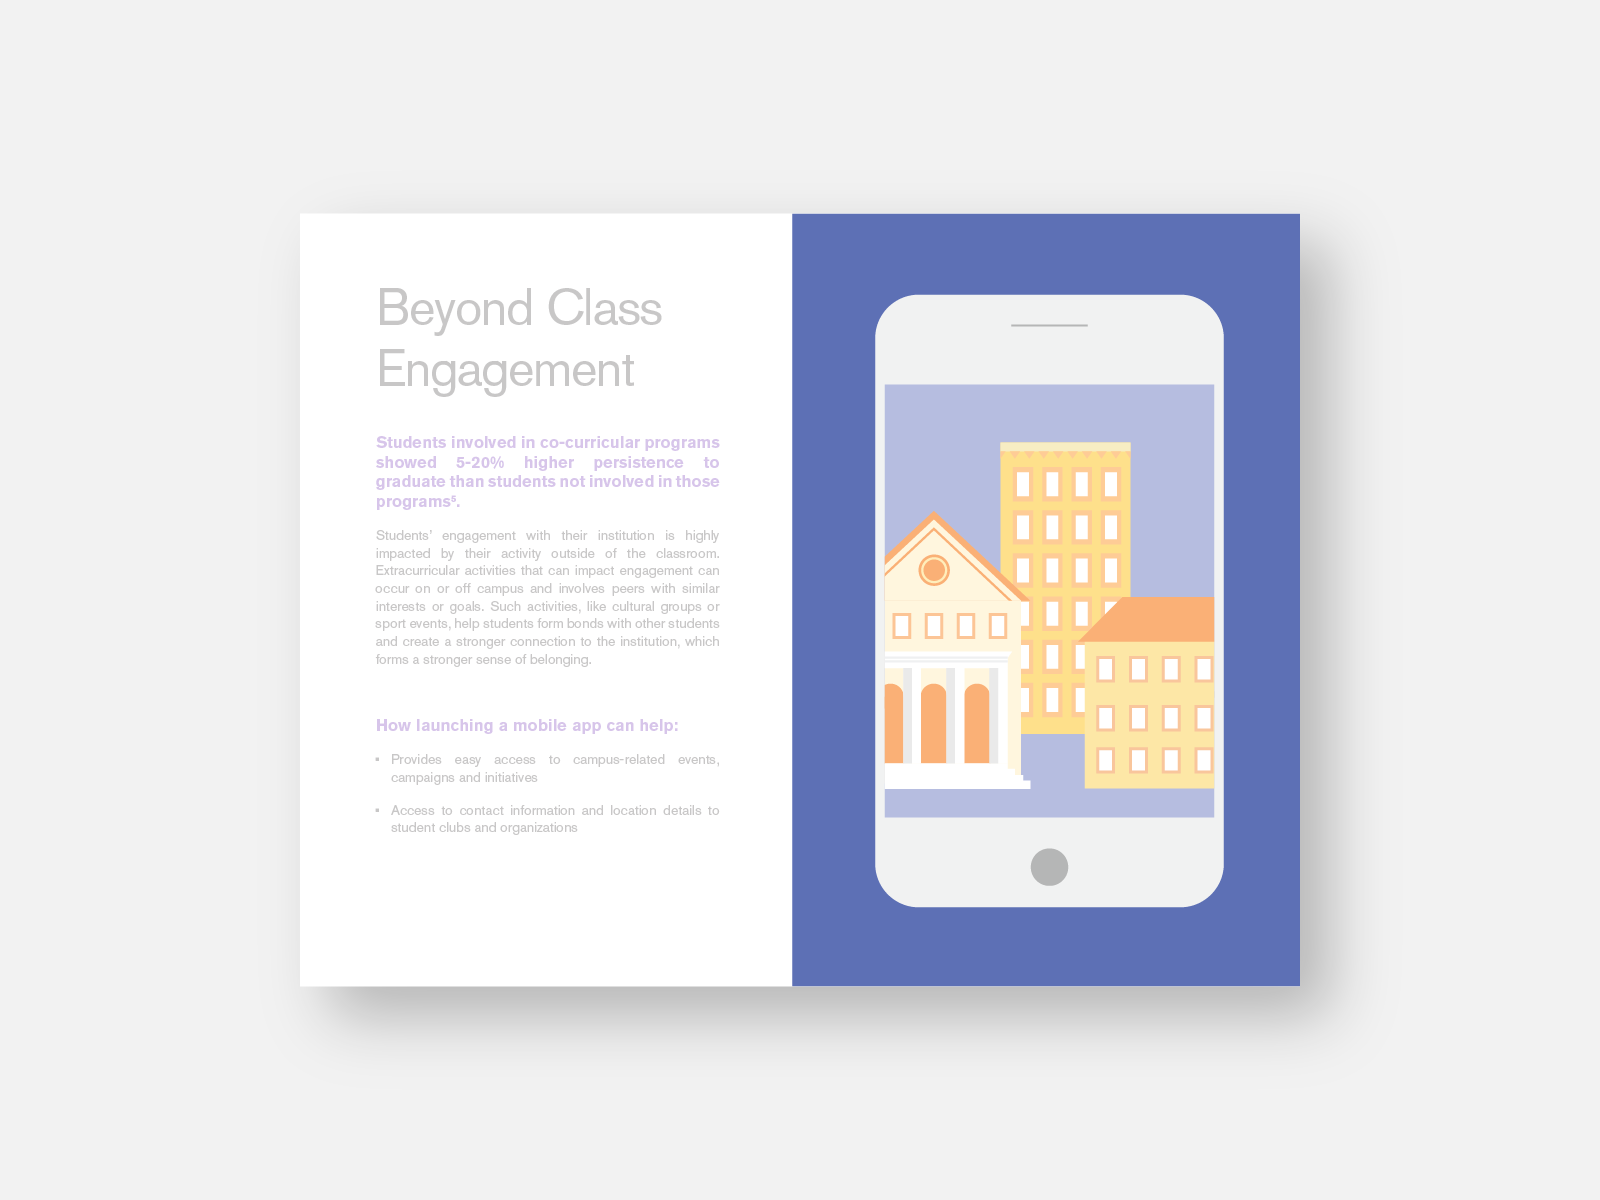 Beyond Class
Engagement
Students involved in co-curricular programs
showed 5-20% higher persistence to
graduate than students not involved in those
programs⁵.
Students' engagement with their institution is highly
impacted by their activity outside of the classroom.
Extracurricular activities that can impact engagement can
occur on or off campus and involves peers with similar
interests or goals. Such activities, like cultural groups or
sport events, help students form bonds with other students
and create a stronger connection to the institution, which
forms a stronger sense of belonging.
How launching a mobile app can help:
▪ Provides easy access to campus-related events,
campaigns and initiatives
▪ Access to contact information and location details to
student clubs and organizations